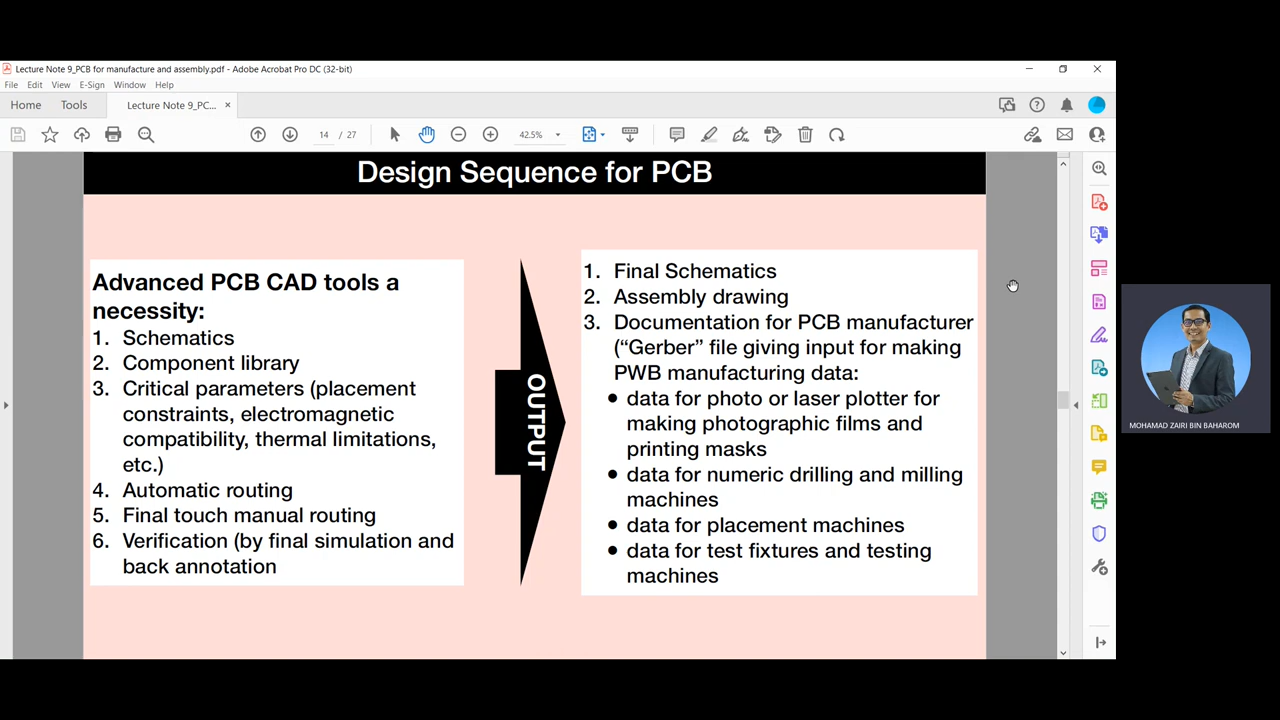 Lecture Note 9_PCB for manufacture and assembly.pdf - Adobe Acrobat Pro DC (32-bit)
File Edit View E-Sign Window Help
Home Tools Lecture Note 9_PC... ×
14 / 27 42.5%
Design Sequence for PCB
Advanced PCB CAD tools a
necessity:
1. Schematics
2. Component library
3. Critical parameters (placement
constraints, electromagnetic
compatibility, thermal limitations,
etc.)
4. Automatic routing
5. Final touch manual routing
6. Verification (by final simulation and
back annotation
OUTPUT
1. Final Schematics
2. Assembly drawing
3. Documentation for PCB manufacturer
(“Gerber” file giving input for making
PWB manufacturing data:
• data for photo or laser plotter for
making photographic films and
printing masks
• data for numeric drilling and milling
machines
• data for placement machines
• data for test fixtures and testing
machines
MOHAMAD ZAIRI BIN BAHAROM